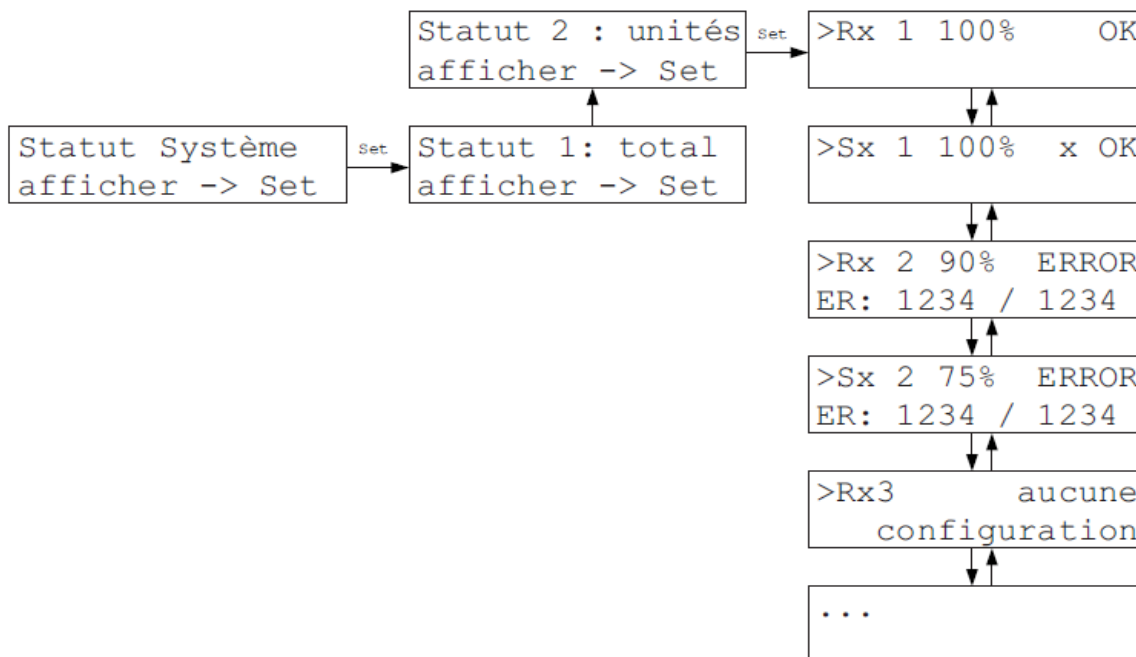 Statut 2 : unités
afficher -> Set
Set
>Rx 1 100% OK
Statut Système
afficher -> Set
Set
Statut 1: total
afficher -> Set
>Sx 1 100% x OK
>Rx 2 90% ERROR
ER: 1234 / 1234
>Sx 2 75% ERROR
ER: 1234 / 1234
>Rx3 aucune
configuration
...